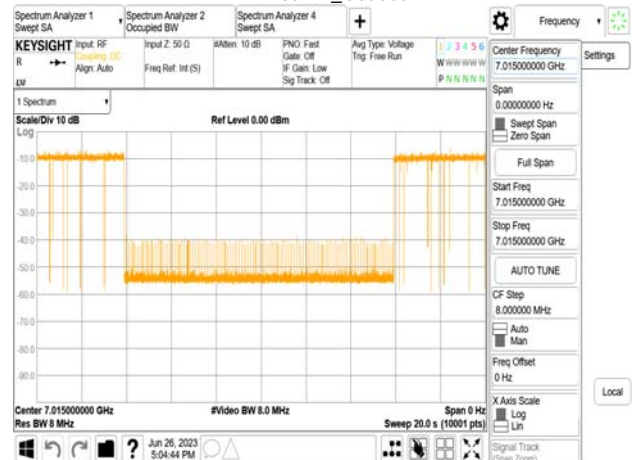 Spectrum Analyzer 1
Swept SA
Spectrum Analyzer 2
Occupied BW
Spectrum Analyzer 4
Swept SA
+
Frequency
KEYSIGHT
R
Input: RF
Coupling: DC
Align: Auto
Input Z: 50 Ω
Freq Ref: Int (S)
#Atten: 10 dB
PNO: Fast
Gate: Off
IF Gain: Low
Sig Track: Off
Avg Type: Voltage
Trig: Free Run
1 2 3 4 5 6
W W W W W W
P N N N N N
Center Frequency
7.015000000 GHz
Settings
Span
0.00000000 Hz
Swept Span
Zero Span
Full Span
Start Freq
7.015000000 GHz
Stop Freq
7.015000000 GHz
AUTO TUNE
CF Step
8.000000 MHz
Auto
Man
Freq Offset
0 Hz
X Axis Scale
Log
Lin
Signal Track
(Span Zoom)
Local
1 Spectrum
Scale/Div 10 dB
Ref Level 0.00 dBm
Log
-10.0
-20.0
-30.0
-40.0
-50.0
-60.0
-70.0
-80.0
-90.0
Center 7.015000000 GHz
#Video BW 8.0 MHz
Span 0 Hz
Res BW 8 MHz
Sweep 20.0 s (10001 pts)
?
Jun 26, 2023
5:04:44 PM